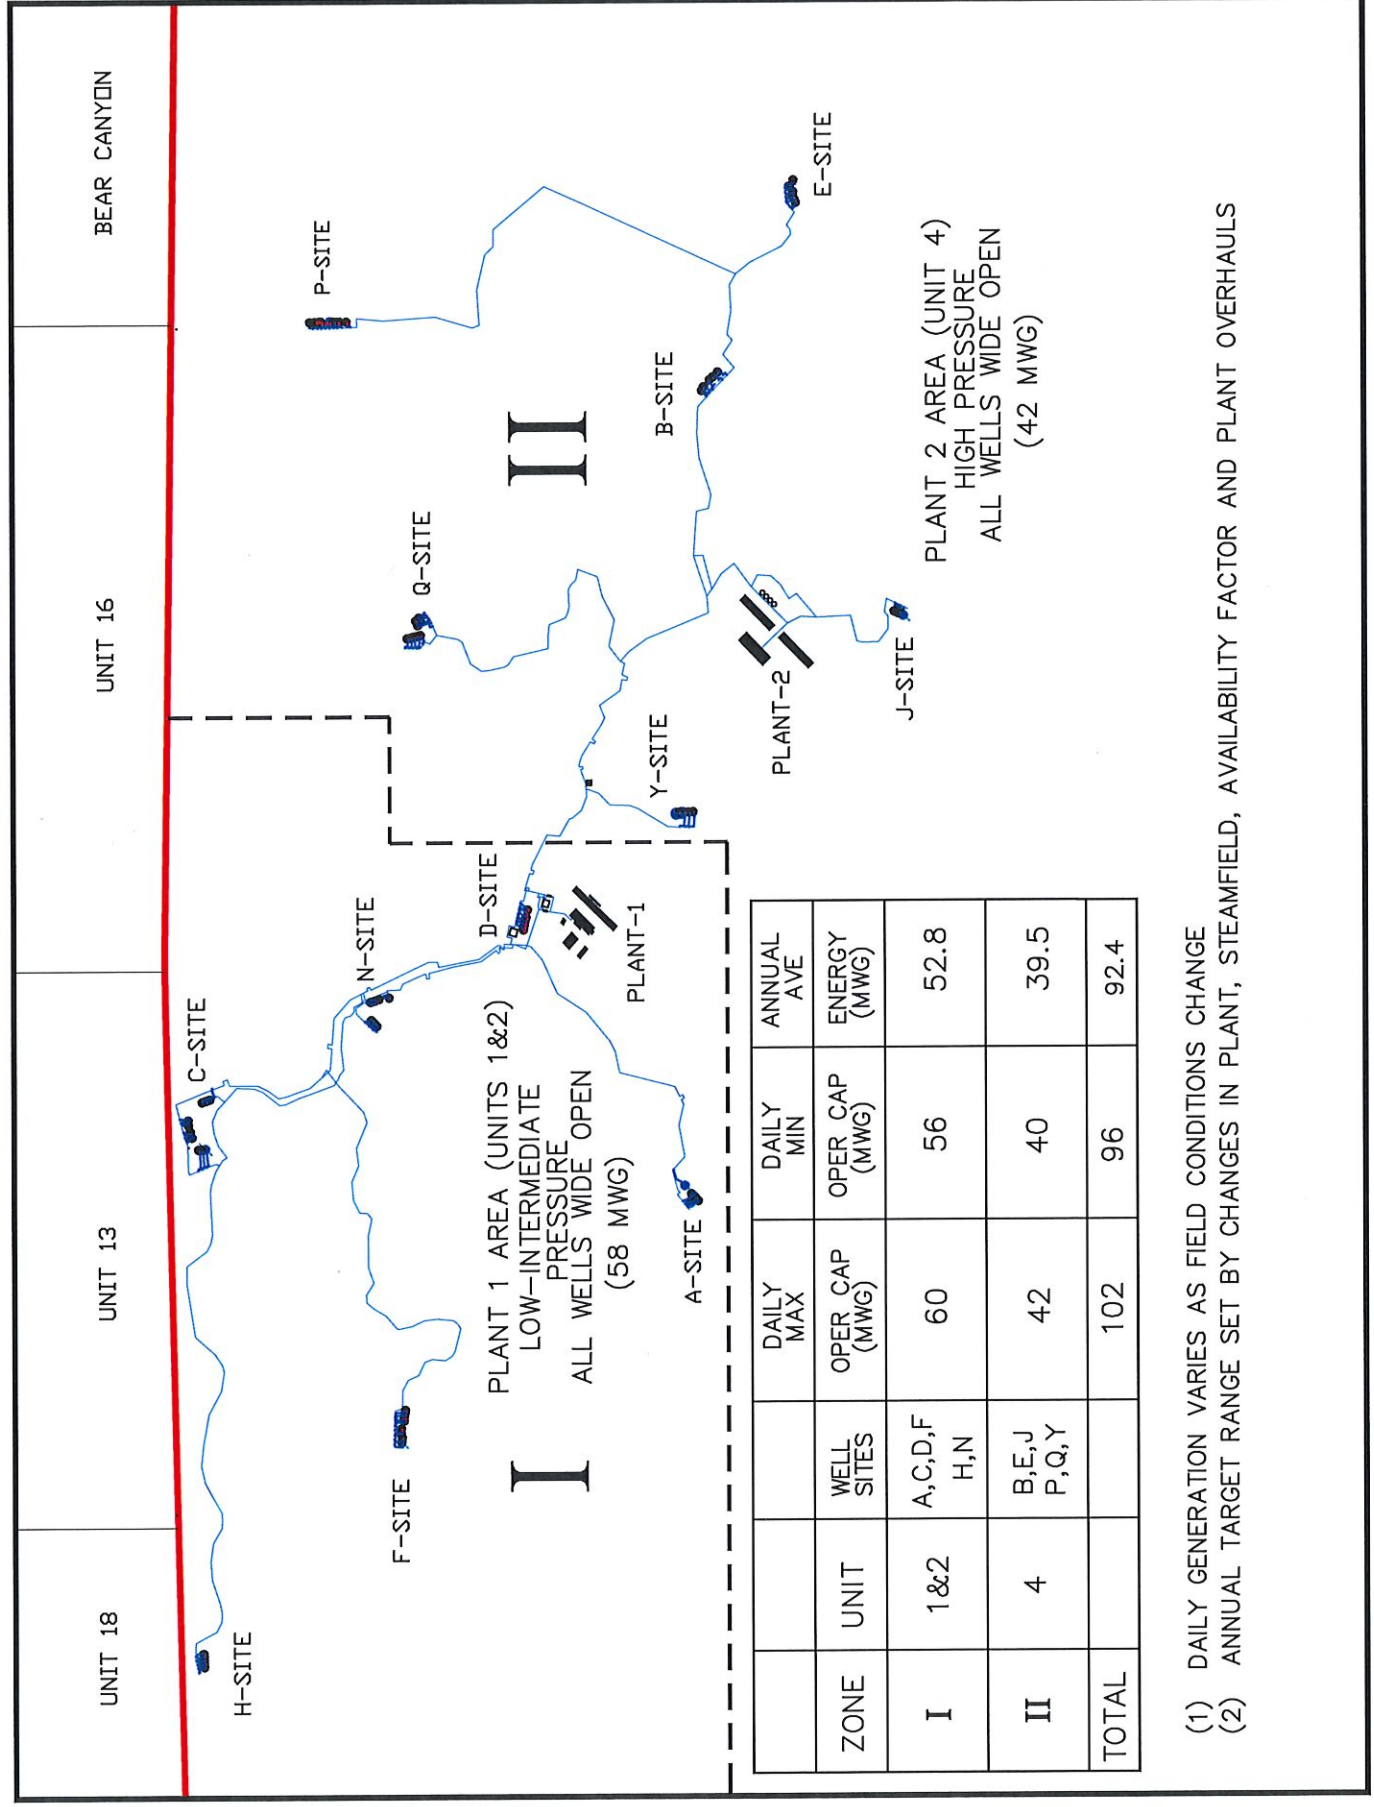 UNIT 18
UNIT 13
UNIT 16
BEAR CANYON
H-SITE
C-SITE
P-SITE
F-SITE
N-SITE
Q-SITE
D-SITE
B-SITE
E-SITE
Y-SITE
A-SITE
J-SITE
PLANT-1
PLANT-2
I
PLANT 1 AREA (UNITS 1&2)
LOW-INTERMEDIATE
PRESSURE
ALL WELLS WIDE OPEN
(58 MWG)
II
PLANT 2 AREA (UNIT 4)
HIGH PRESSURE
ALL WELLS WIDE OPEN
(42 MWG)
DAILY MAX DAILY MIN ANNUAL AVE
ZONE UNIT WELL SITES OPER CAP (MWG) OPER CAP (MWG) ENERGY (MWG)
I 1&2 A,C,D,F H,N 60 56 52.8
II 4 B,E,J P,Q,Y 42 40 39.5
TOTAL 102 96 92.4
(1) DAILY GENERATION VARIES AS FIELD CONDITIONS CHANGE
(2) ANNUAL TARGET RANGE SET BY CHANGES IN PLANT, STEAMFIELD, AVAILABILITY FACTOR AND PLANT OVERHAULS